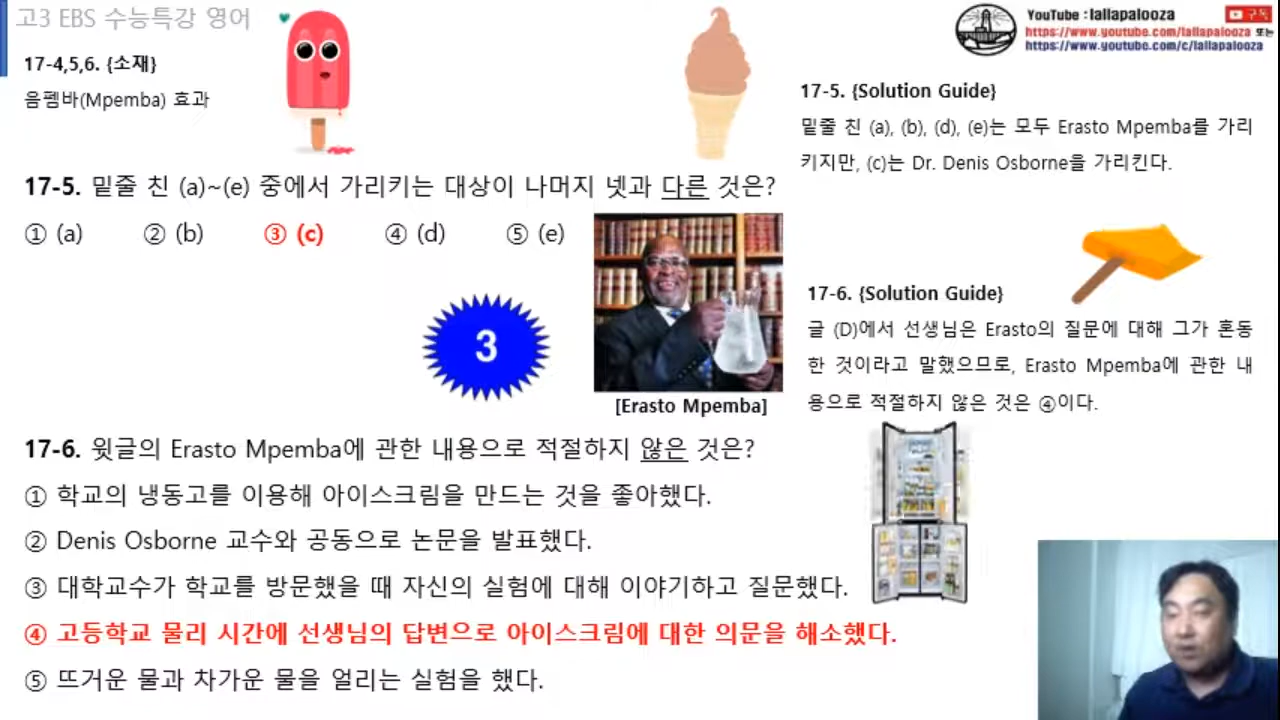 고3 EBS 수능특강 영어
YouTube : lallapalooza
구독
https://www.youtube.com/lallapalooza 또는
https://www.youtube.com/c/lallapalooza
17-4,5,6. {소재}
음펨바(Mpemba) 효과
17-5. {Solution Guide}
밑줄 친 (a), (b), (d), (e)는 모두 Erasto Mpemba를 가리
키지만, (c)는 Dr. Denis Osborne을 가리킨다.
17-5. 밑줄 친 (a)~(e) 중에서 가리키는 대상이 나머지 넷과 다른 것은?
① (a) ② (b) ③ (c) ④ (d) ⑤ (e)
3
[Erasto Mpemba]
17-6. {Solution Guide}
글 (D)에서 선생님은 Erasto의 질문에 대해 그가 혼동
한 것이라고 말했으므로, Erasto Mpemba에 관한 내
용으로 적절하지 않은 것은 ④이다.
17-6. 윗글의 Erasto Mpemba에 관한 내용으로 적절하지 않은 것은?
① 학교의 냉동고를 이용해 아이스크림을 만드는 것을 좋아했다.
② Denis Osborne 교수와 공동으로 논문을 발표했다.
③ 대학교수가 학교를 방문했을 때 자신의 실험에 대해 이야기하고 질문했다.
④ 고등학교 물리 시간에 선생님의 답변으로 아이스크림에 대한 의문을 해소했다.
⑤ 뜨거운 물과 차가운 물을 얼리는 실험을 했다.